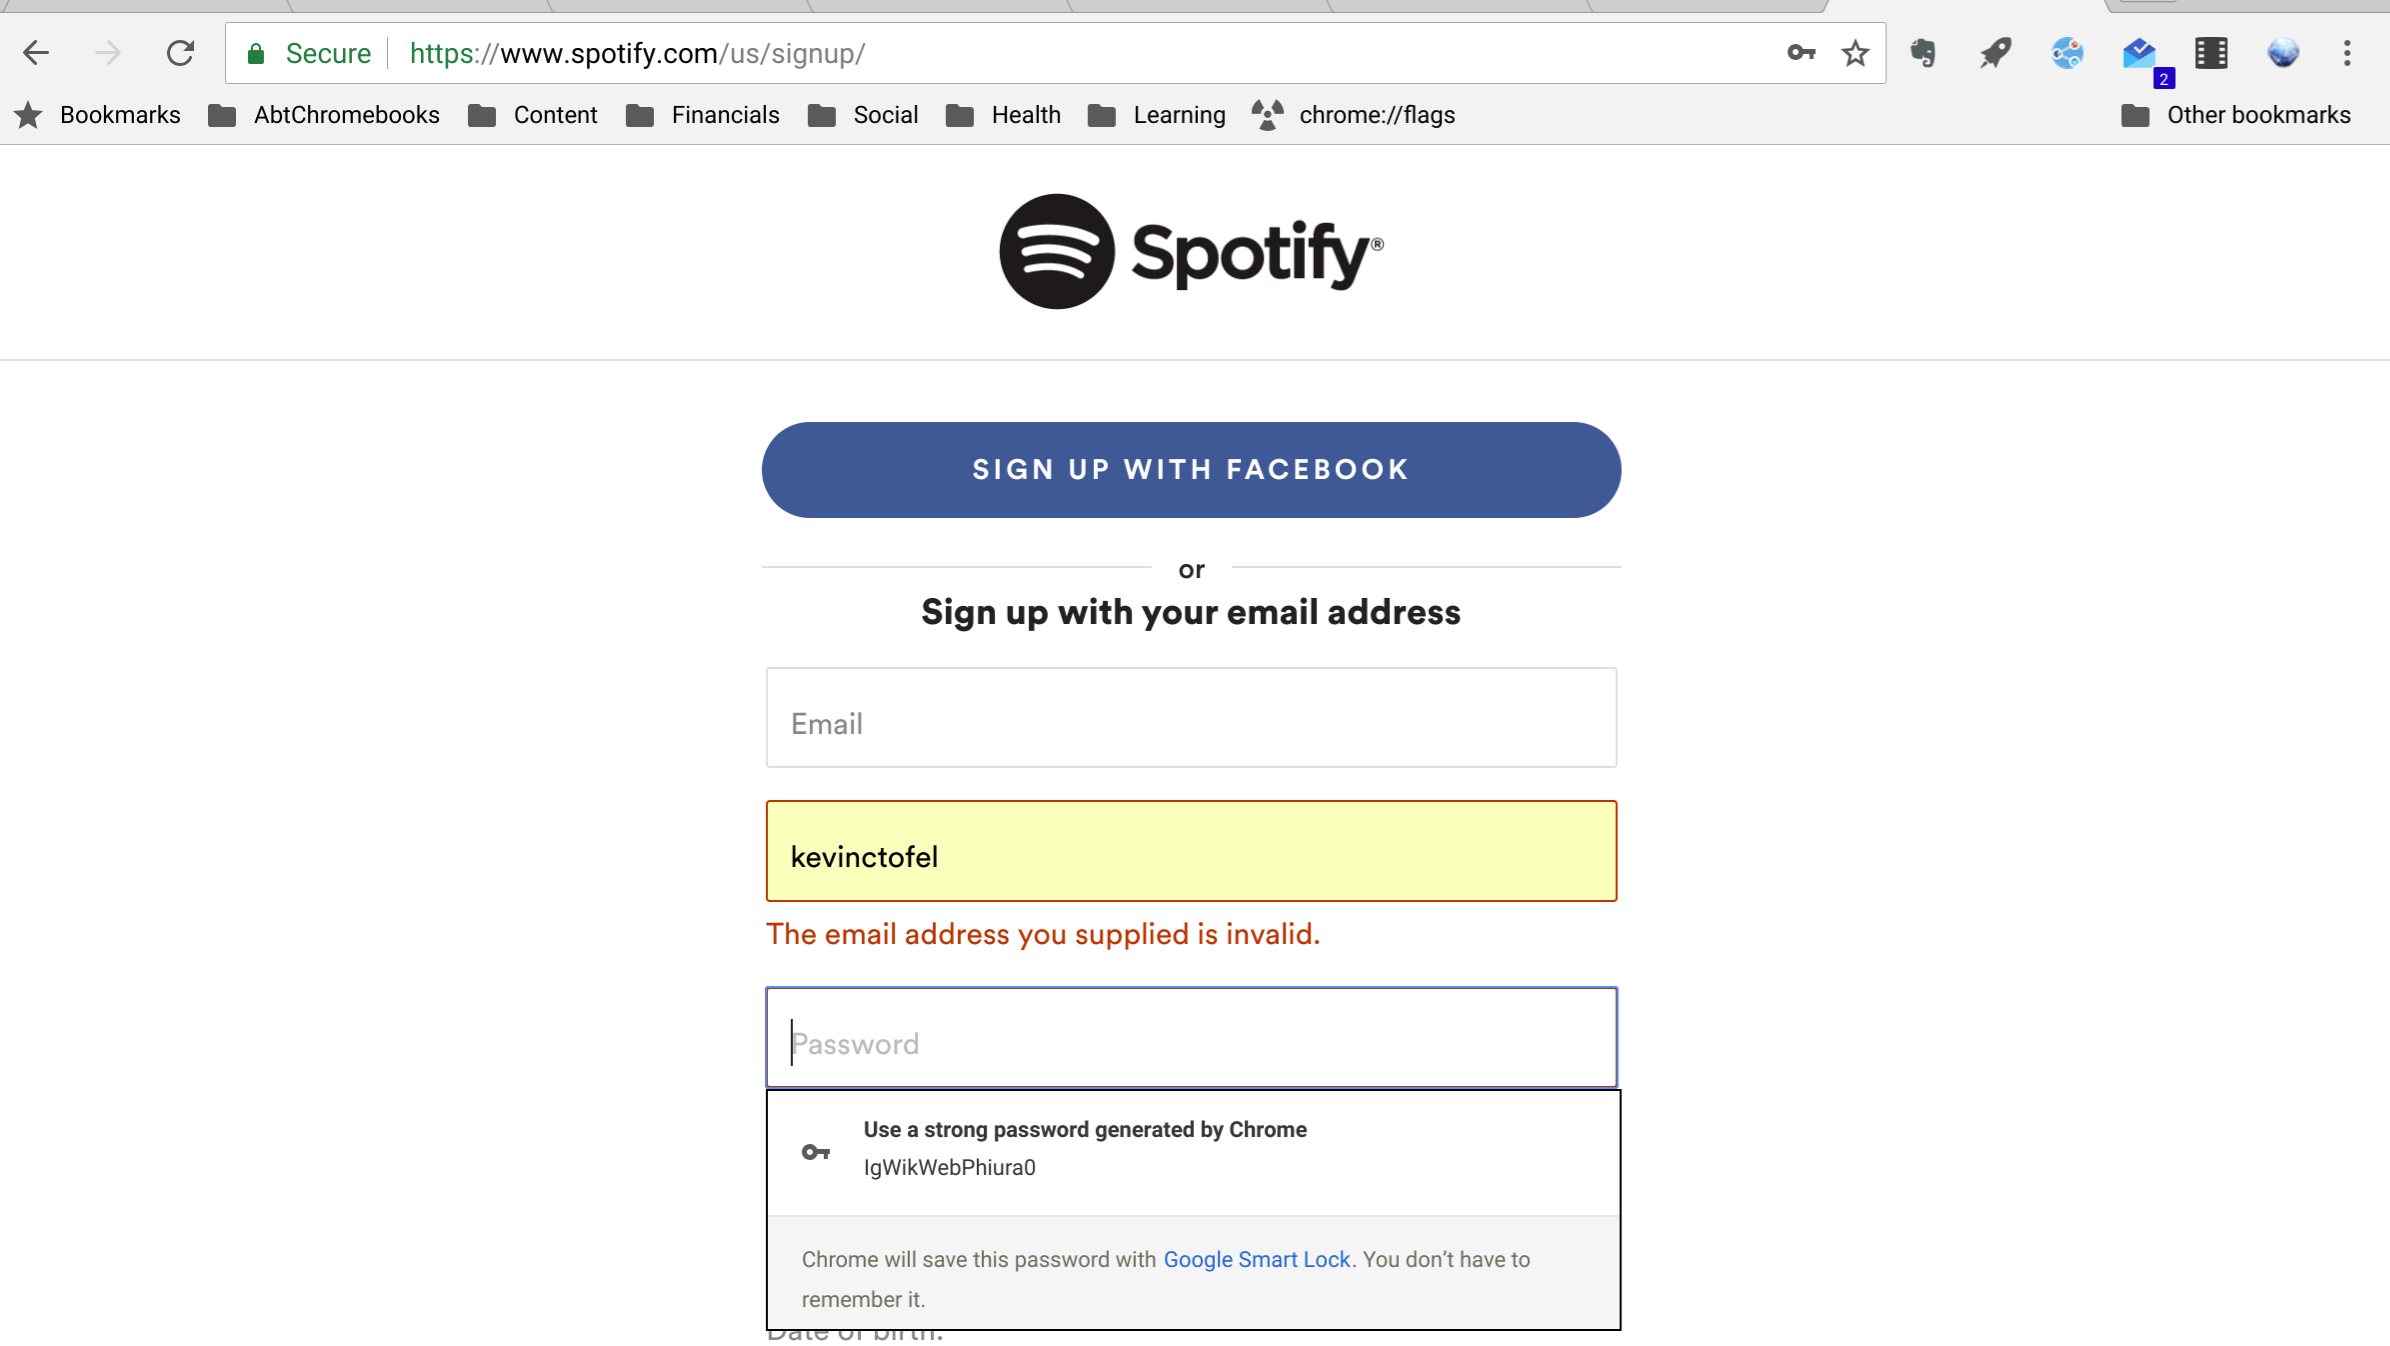 Secure https://www.spotify.com/us/signup/
2
Bookmarks AbtChromebooks Content Financials Social Health Learning chrome://flags Other bookmarks
Spotify®
SIGN UP WITH FACEBOOK
or
Sign up with your email address
Email
kevinctofel
The email address you supplied is invalid.
Password
Use a strong password generated by Chrome
IgWikWebPhiura0
Chrome will save this password with Google Smart Lock. You don’t have to
remember it.
Date of birth: